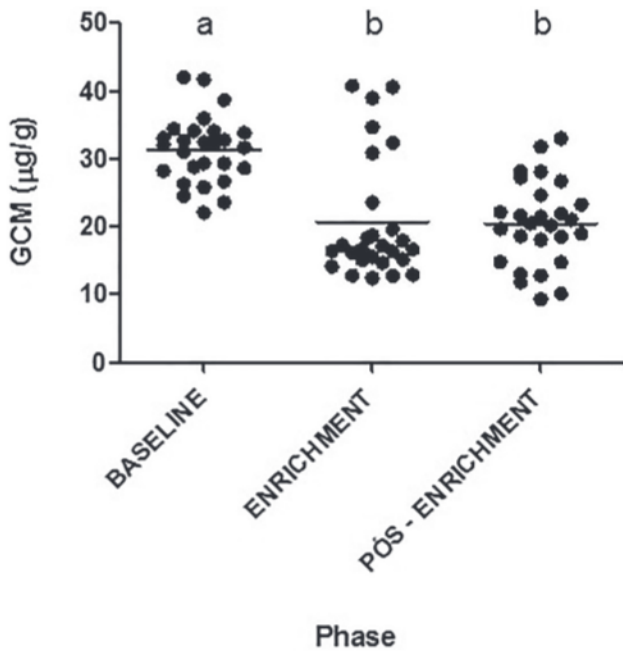 a b b
50
40
30
20
10
0
GCM (µg/g)
BASELINE
ENRICHMENT
PÓS - ENRICHMENT
Phase